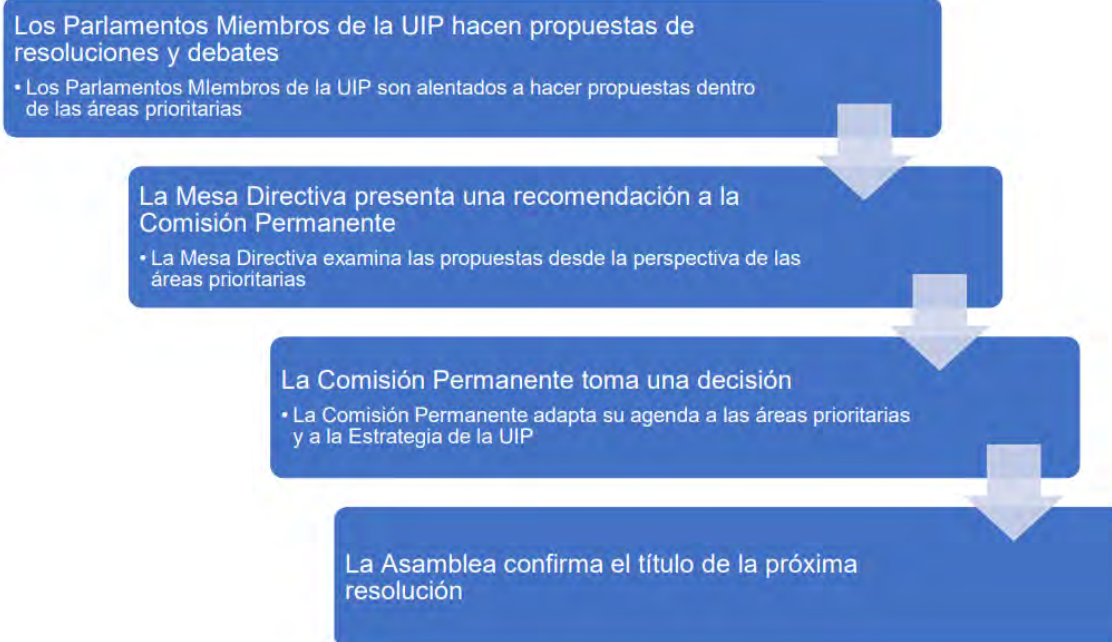 Los Parlamentos Miembros de la UIP hacen propuestas de
resoluciones y debates
• Los Parlamentos MIembros de la UIP son alentados a hacer propuestas dentro
de las áreas prioritarias
La Mesa Directiva presenta una recomendación a la
Comisión Permanente
• La Mesa Directiva examina las propuestas desde la perspectiva de las
áreas prioritarias
La Comisión Permanente toma una decisión
• La Comisión Permanente adapta su agenda a las áreas prioritarias
y a la Estrategia de la UIP
La Asamblea confirma el título de la próxima
resolución